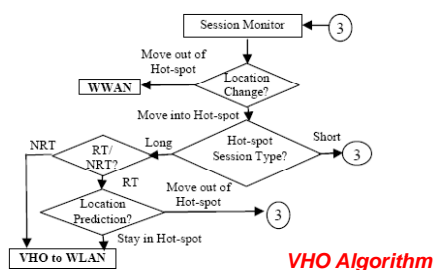 Session Monitor
3
Move out of
Hot-spot
Location
Change?
WWAN
Move into Hot-spot
NRT
RT/
NRT?
Long
Hot-spot
Session Type?
Short
3
RT
Move out of
Hot-spot
Location
Prediction?
3
Stay in Hot-spot
VHO to WLAN
VHO Algorithm